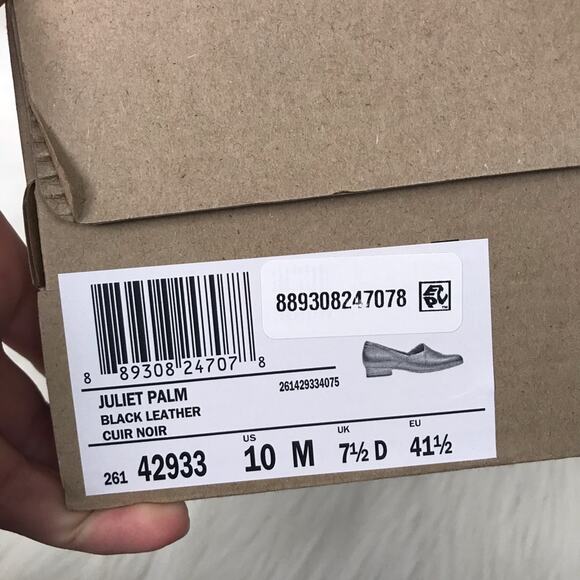 889308247078
8 89308 24707 8
261429334075
JULIET PALM
BLACK LEATHER
CUIR NOIR
US UK EU
261 42933 10 M 7½ D 41½